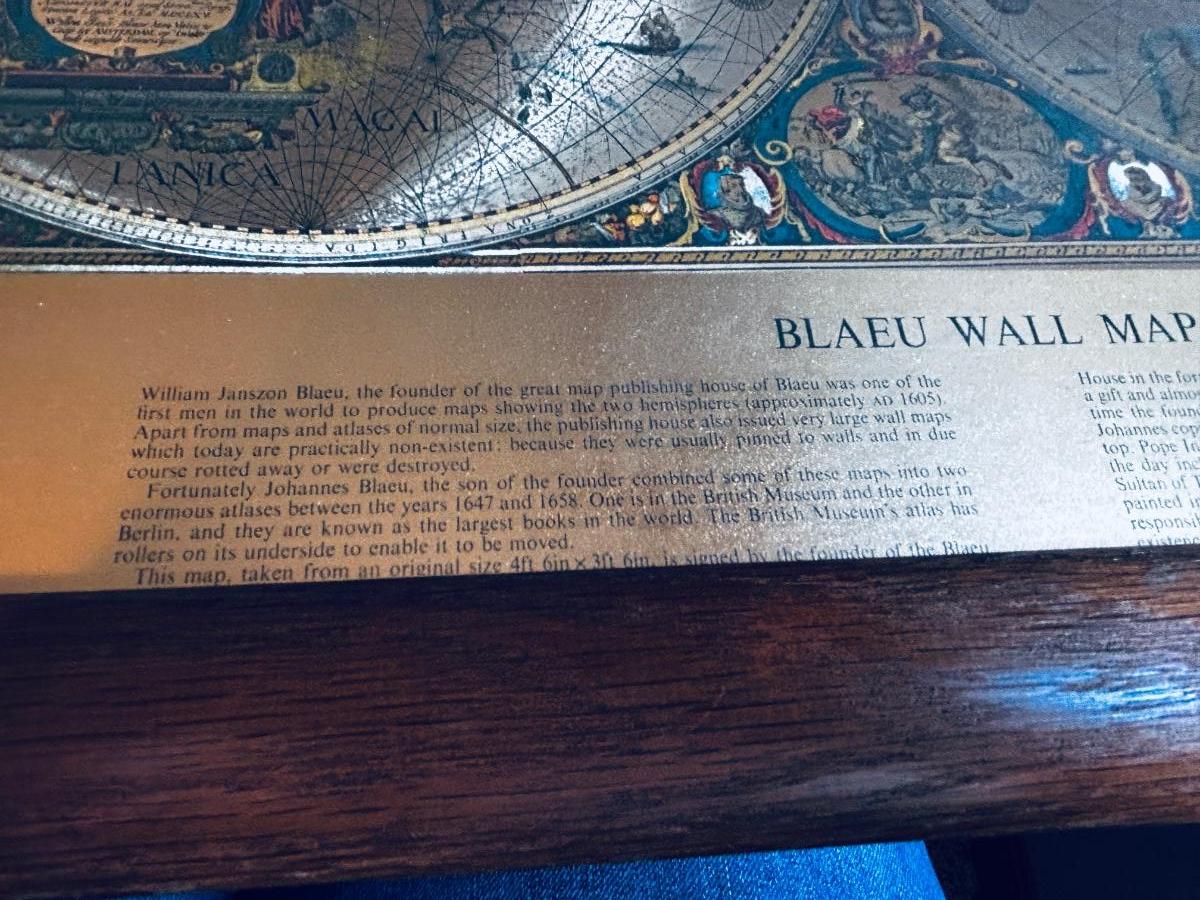 MAGAL
LANICA
BLAEU WALL MAP
William Janszon Blaeu, the founder of the great map publishing house of Blaeu was one of the
first men in the world to produce maps showing the two hemispheres (approximately AD 1605).
Apart from maps and atlases of normal size, the publishing house also issued very large wall maps
which today are practically non-existent: because they were usually pinned to walls and in due
course rotted away or were destroyed.
Fortunately Johannes Blaeu, the son of the founder combined some of these maps into two
enormous atlases between the years 1647 and 1658. One is in the British Museum and the other in
Berlin, and they are known as the largest books in the world. The British Museum's atlas has
rollers on its underside to enable it to be moved.
This map, taken from an original size 4ft 6in × 3ft 6in, is signed by the founder of the Blaeu
House in the
a gift and
time the
Johannes
top. Pope
the day
Sultan of
painted